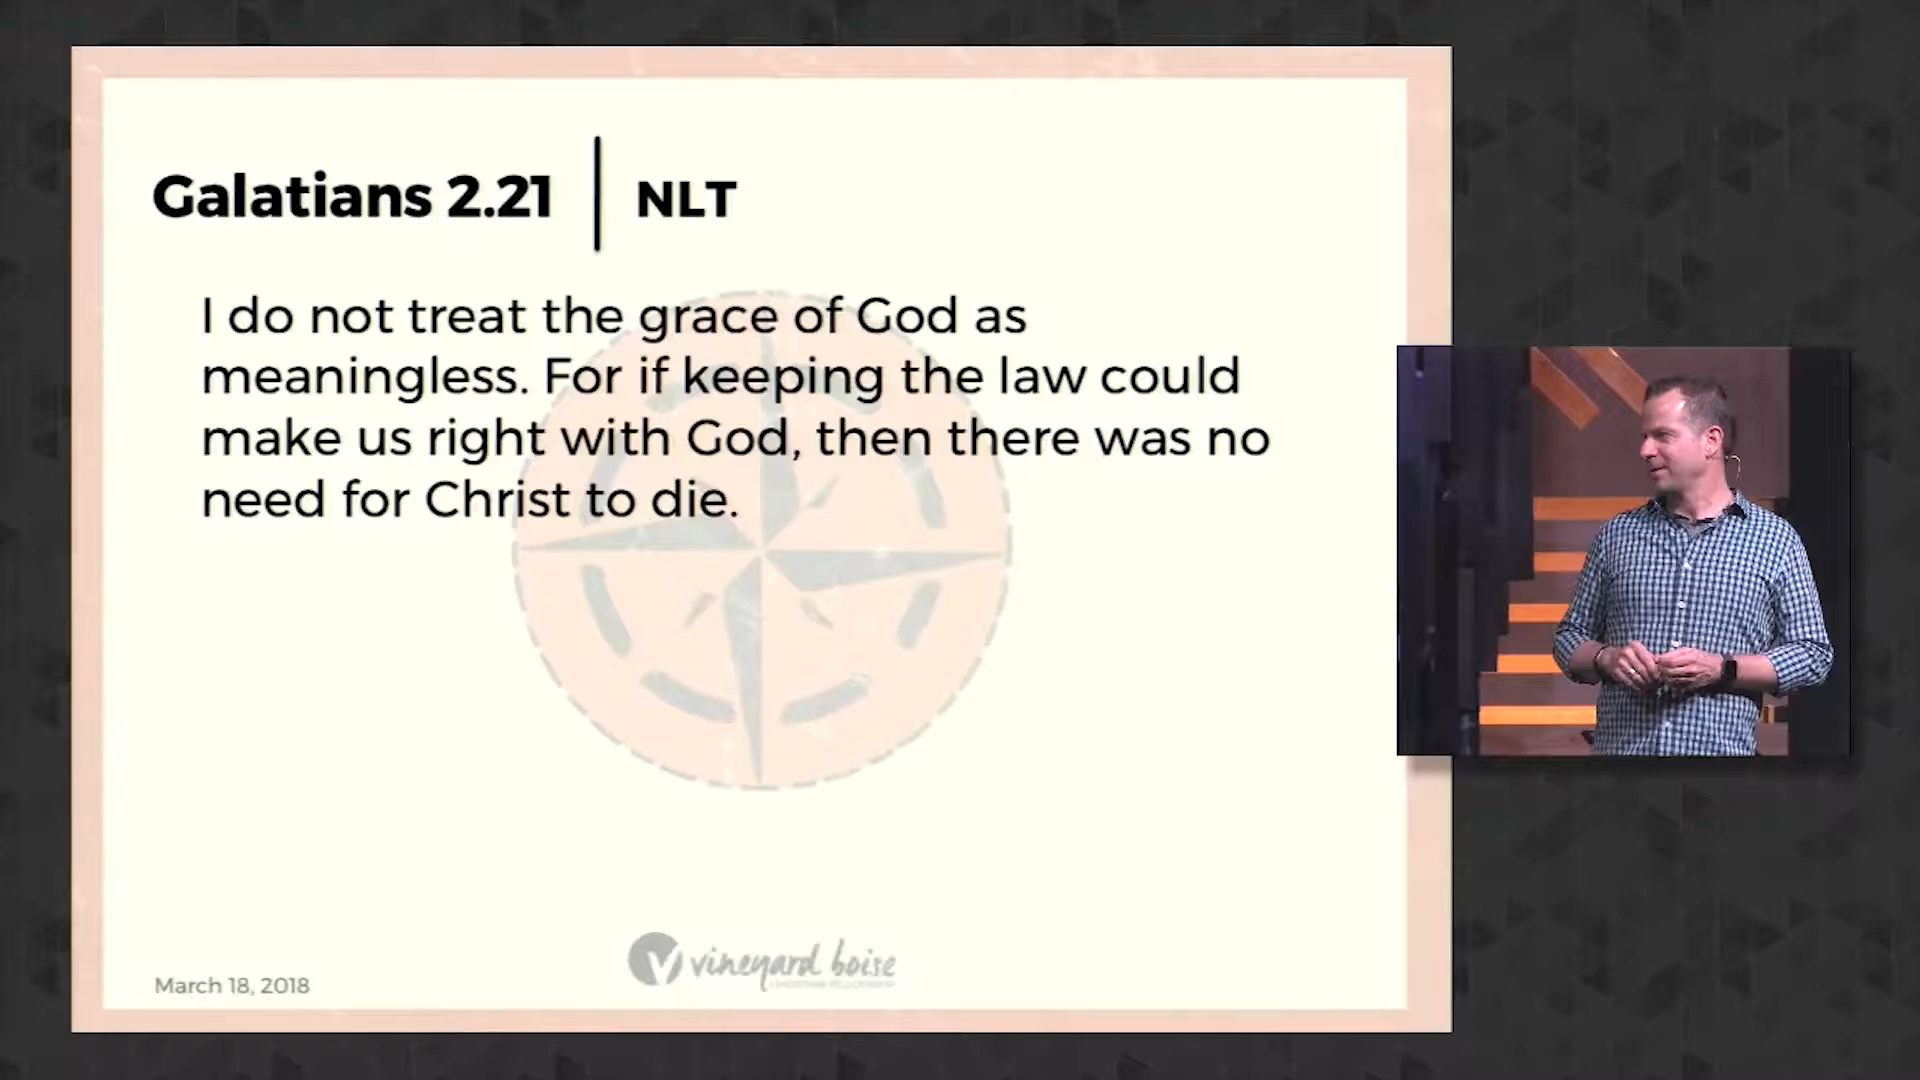 Galatians 2.21 | NLT
I do not treat the grace of God as
meaningless. For if keeping the law could
make us right with God, then there was no
need for Christ to die.
vineyard boise
CHRISTIAN FELLOWSHIP
March 18, 2018